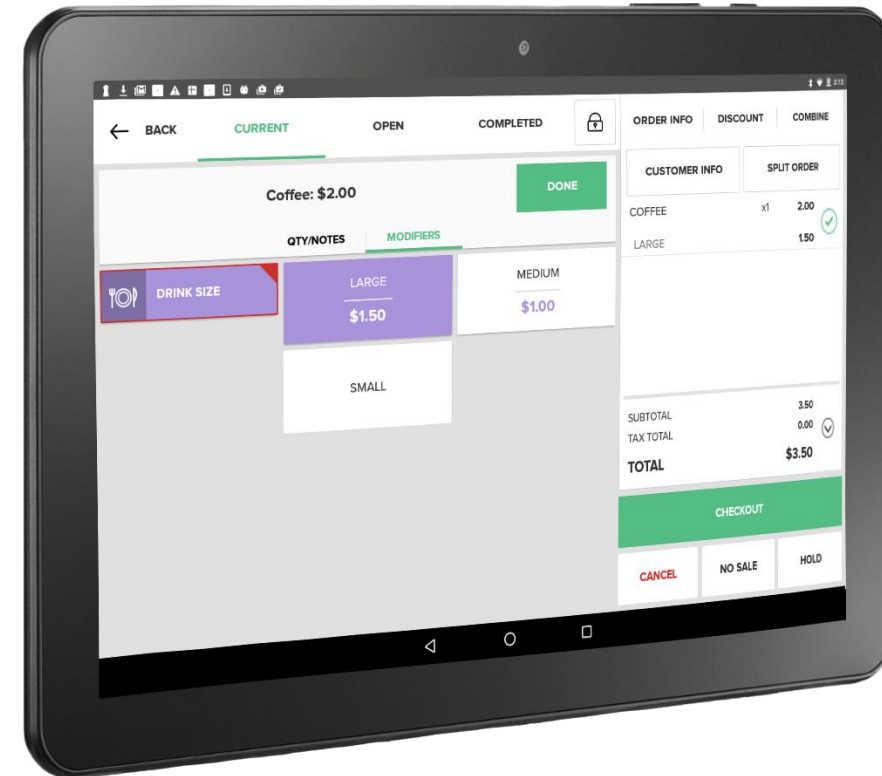 2:13
BACK
CURRENT
OPEN
COMPLETED
Coffee: $2.00
DONE
QTY/NOTES
MODIFIERS
DRINK SIZE
LARGE
$1.50
MEDIUM
$1.00
SMALL
ORDER INFO
DISCOUNT
COMBINE
CUSTOMER INFO
SPLIT ORDER
COFFEE x1 2.00
LARGE 1.50
SUBTOTAL 3.50
TAX TOTAL 0.00
TOTAL $3.50
CHECKOUT
CANCEL
NO SALE
HOLD